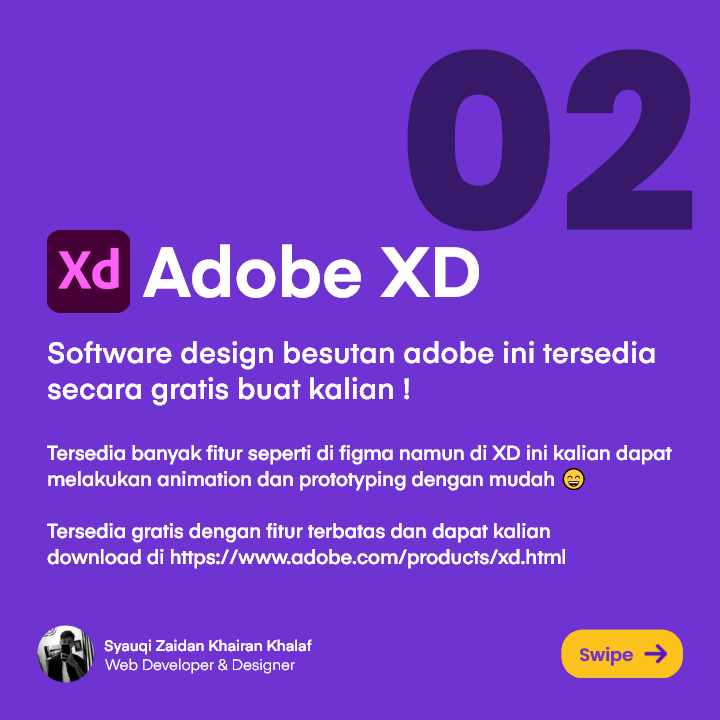 02
Xd Adobe XD
Software design besutan adobe ini tersedia
secara gratis buat kalian !
Tersedia banyak fitur seperti di figma namun di XD ini kalian dapat
melakukan animation dan prototyping dengan mudah 😄
Tersedia gratis dengan fitur terbatas dan dapat kalian
download di https://www.adobe.com/products/xd.html
Syauqi Zaidan Khairan Khalaf
Web Developer & Designer
Swipe →